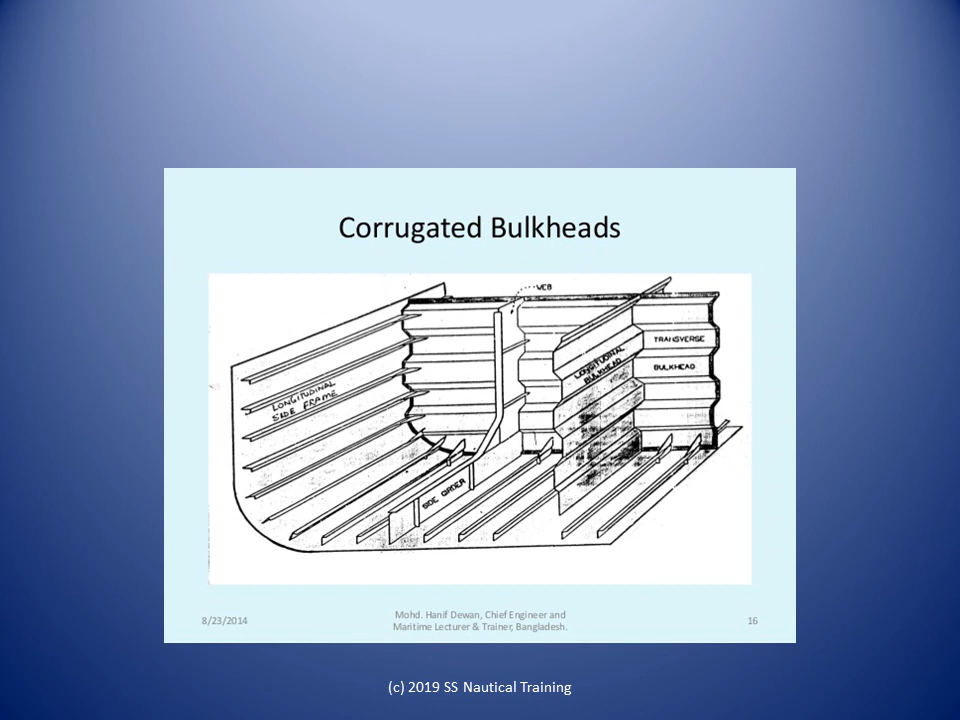 Corrugated Bulkheads
WEB
TRANSVERSE
BULKHEAD
LONGITUDINAL
BULKHEAD
LONGITUDINAL
SIDE FRAME
SIDE GIRDER
8/23/2014
Mohd. Hanif Dewan, Chief Engineer and
Maritime Lecturer & Trainer, Bangladesh.
16
(c) 2019 SS Nautical Training